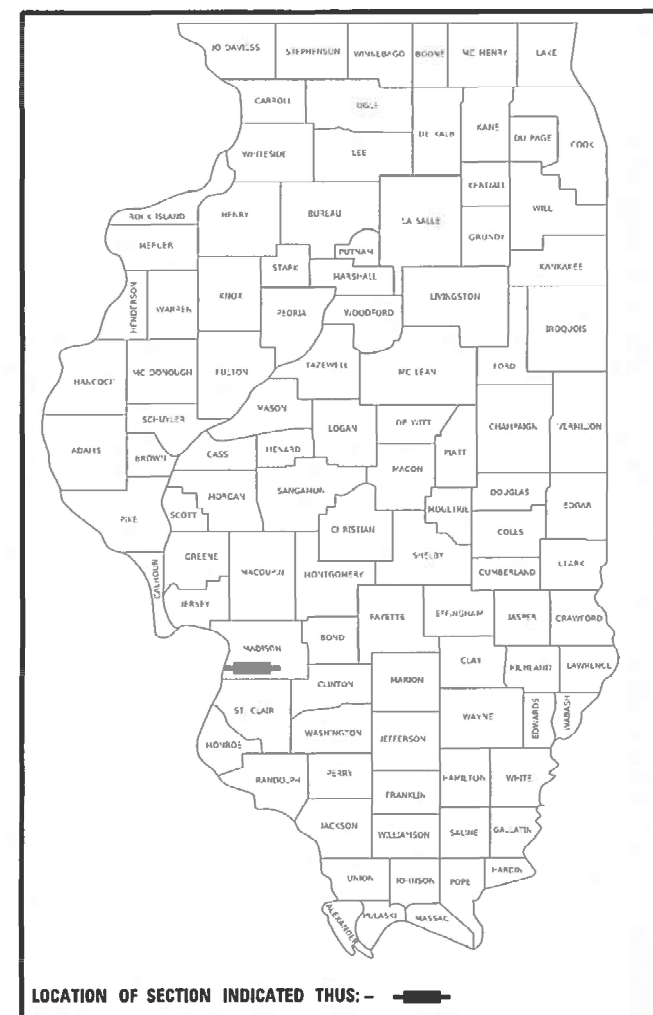 JO DAVIESS STEPHENSON WINNEBAGO BOONE MC HENRY LAKE
CARROLL OGLE DE KALB KANE DU PAGE COOK
WHITESIDE LEE
KENDALL
ROCK ISLAND HENRY BUREAU LA SALLE GRUNDY WILL
MERCER PUTNAM
STARK MARSHALL KANKAKEE
HENDERSON WARREN KNOX PEORIA WOODFORD LIVINGSTON IROQUOIS
HANCOCK MC DONOUGH FULTON TAZEWELL MC LEAN FORD
MASON
SCHUYLER LOGAN DE WITT CHAMPAIGN VERMILION
ADAMS BROWN CASS MENARD MACON PIATT
PIKE SCOTT MORGAN SANGAMON MOULTRIE DOUGLAS EDGAR
CHRISTIAN COLES
CALHOUN GREENE MACOUPIN MONTGOMERY SHELBY CUMBERLAND CLARK
JERSEY FAYETTE EFFINGHAM JASPER CRAWFORD
MADISON BOND CLAY RICHLAND LAWRENCE
CLINTON MARION
ST. CLAIR WAYNE EDWARDS WABASH
MONROE WASHINGTON JEFFERSON
RANDOLPH PERRY HAMILTON WHITE
FRANKLIN
JACKSON WILLIAMSON SALINE GALLATIN
UNION JOHNSON POPE HARDIN
ALEXANDER PULASKI MASSAC
LOCATION OF SECTION INDICATED THUS: -